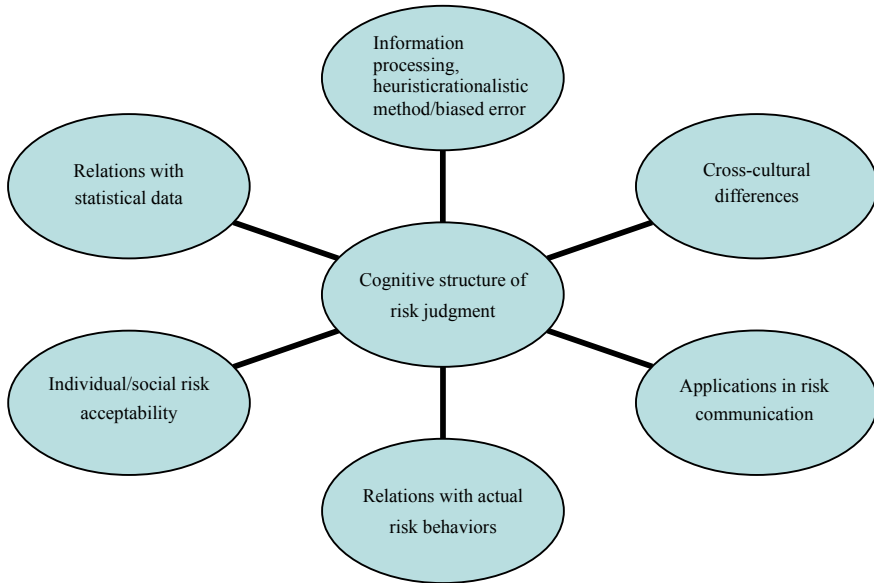 Information
processing,
heuristicrationalistic
method/biased error
Relations with
statistical data
Cross-cultural
differences
Cognitive structure of
risk judgment
Individual/social risk
acceptability
Applications in risk
communication
Relations with actual
risk behaviors